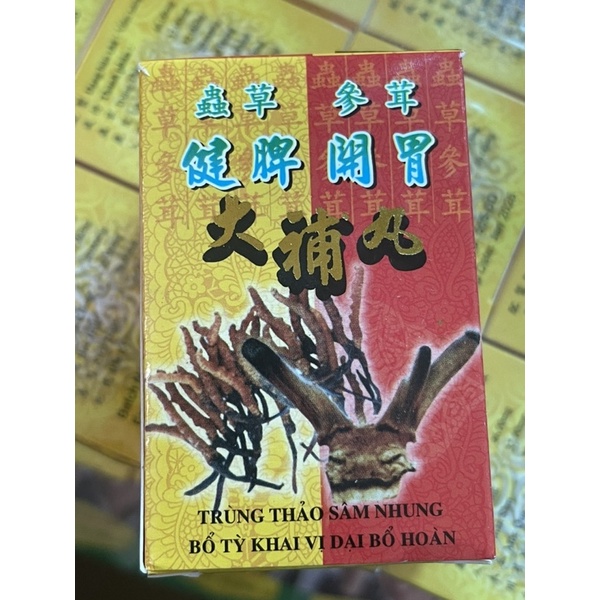 蟲草 參茸
健脾開胃
大補丸
TRÙNG THẢO SÂM NHUNG
BỔ TỲ KHAI VỊ DẠI BỔ HOÀN